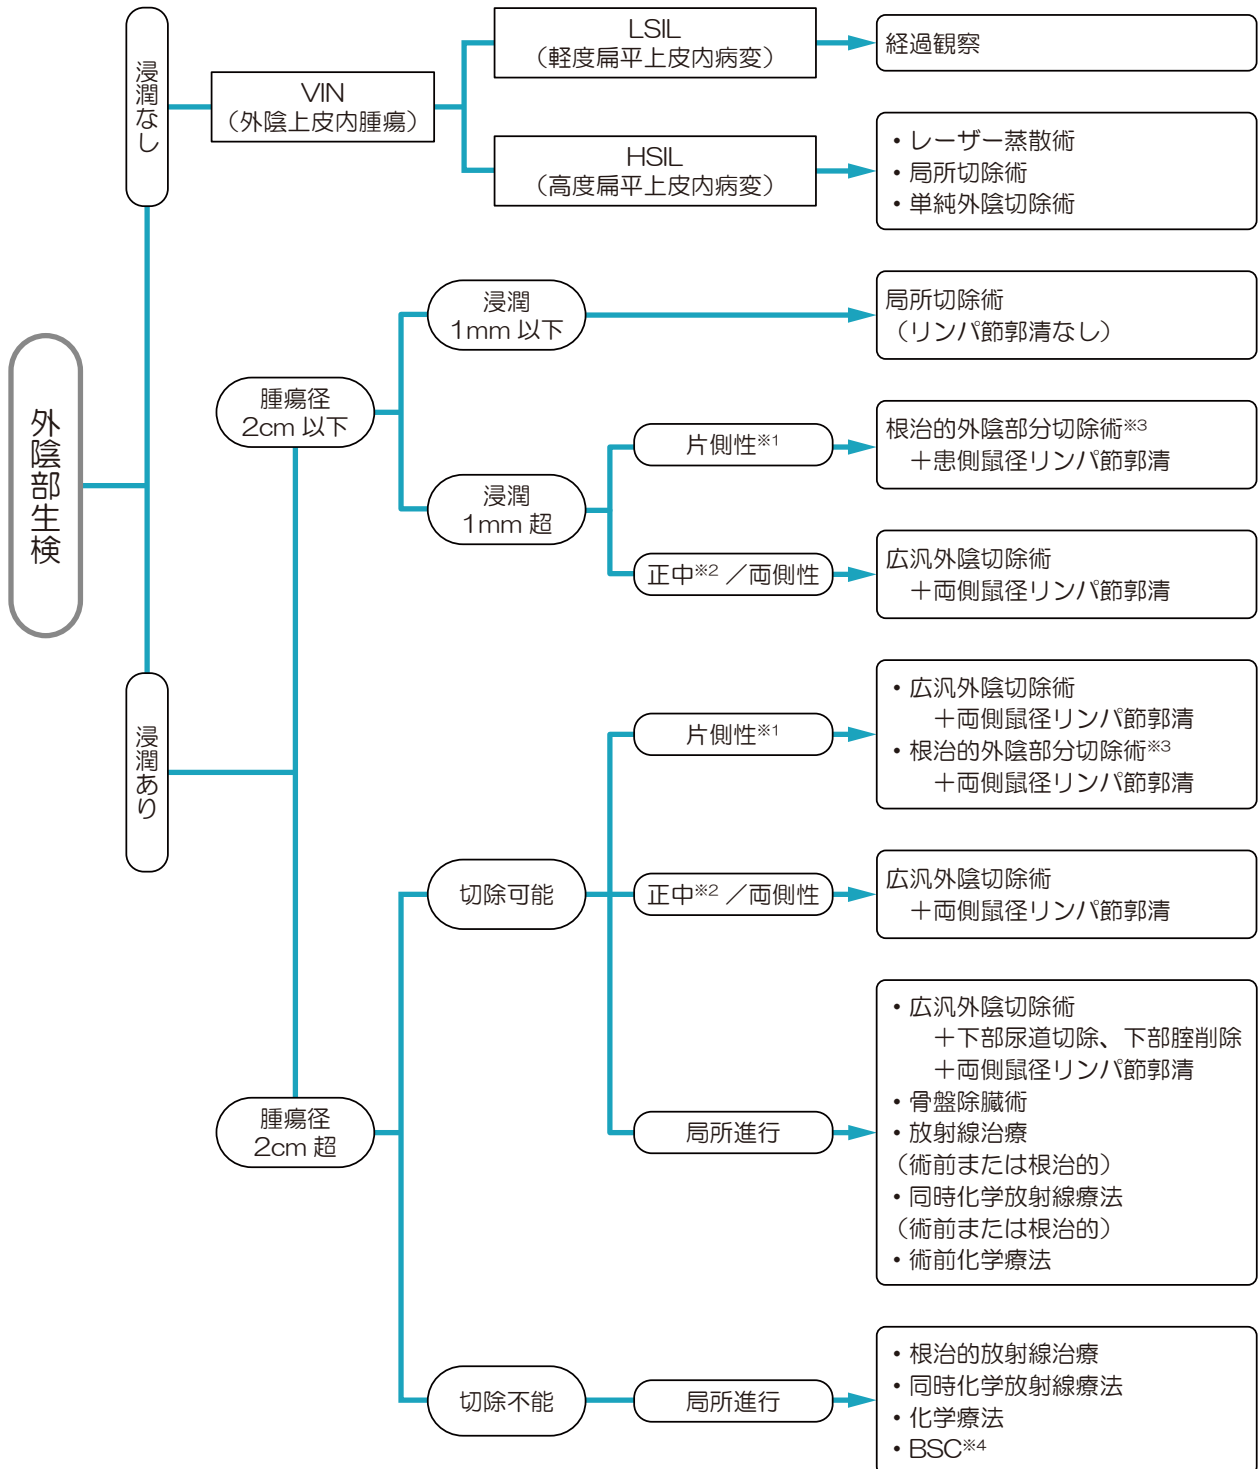 外陰部生検
浸潤なし
VIN
（外陰上皮内腫瘍）
LSIL
（軽度扁平上皮内病変）
経過観察
HSIL
（高度扁平上皮内病変）
・レーザー蒸散術
・局所切除術
・単純外陰切除術
浸潤あり
腫瘍径
2cm 以下
浸潤
1mm 以下
局所切除術
（リンパ節郭清なし）
浸潤
1mm 超
片側性※1
根治的外陰部分切除術※3
＋患側鼠径リンパ節郭清
正中※2 ／両側性
広汎外陰切除術
＋両側鼠径リンパ節郭清
腫瘍径
2cm 超
切除可能
片側性※1
・広汎外陰切除術
＋両側鼠径リンパ節郭清
・根治的外陰部分切除術※3
＋両側鼠径リンパ節郭清
正中※2 ／両側性
広汎外陰切除術
＋両側鼠径リンパ節郭清
局所進行
・広汎外陰切除術
＋下部尿道切除、下部腟削除
＋両側鼠径リンパ節郭清
・骨盤除臓術
・放射線治療
（術前または根治的）
・同時化学放射線療法
（術前または根治的）
・術前化学療法
切除不能
局所進行
・根治的放射線治療
・同時化学放射線療法
・化学療法
・BSC※4